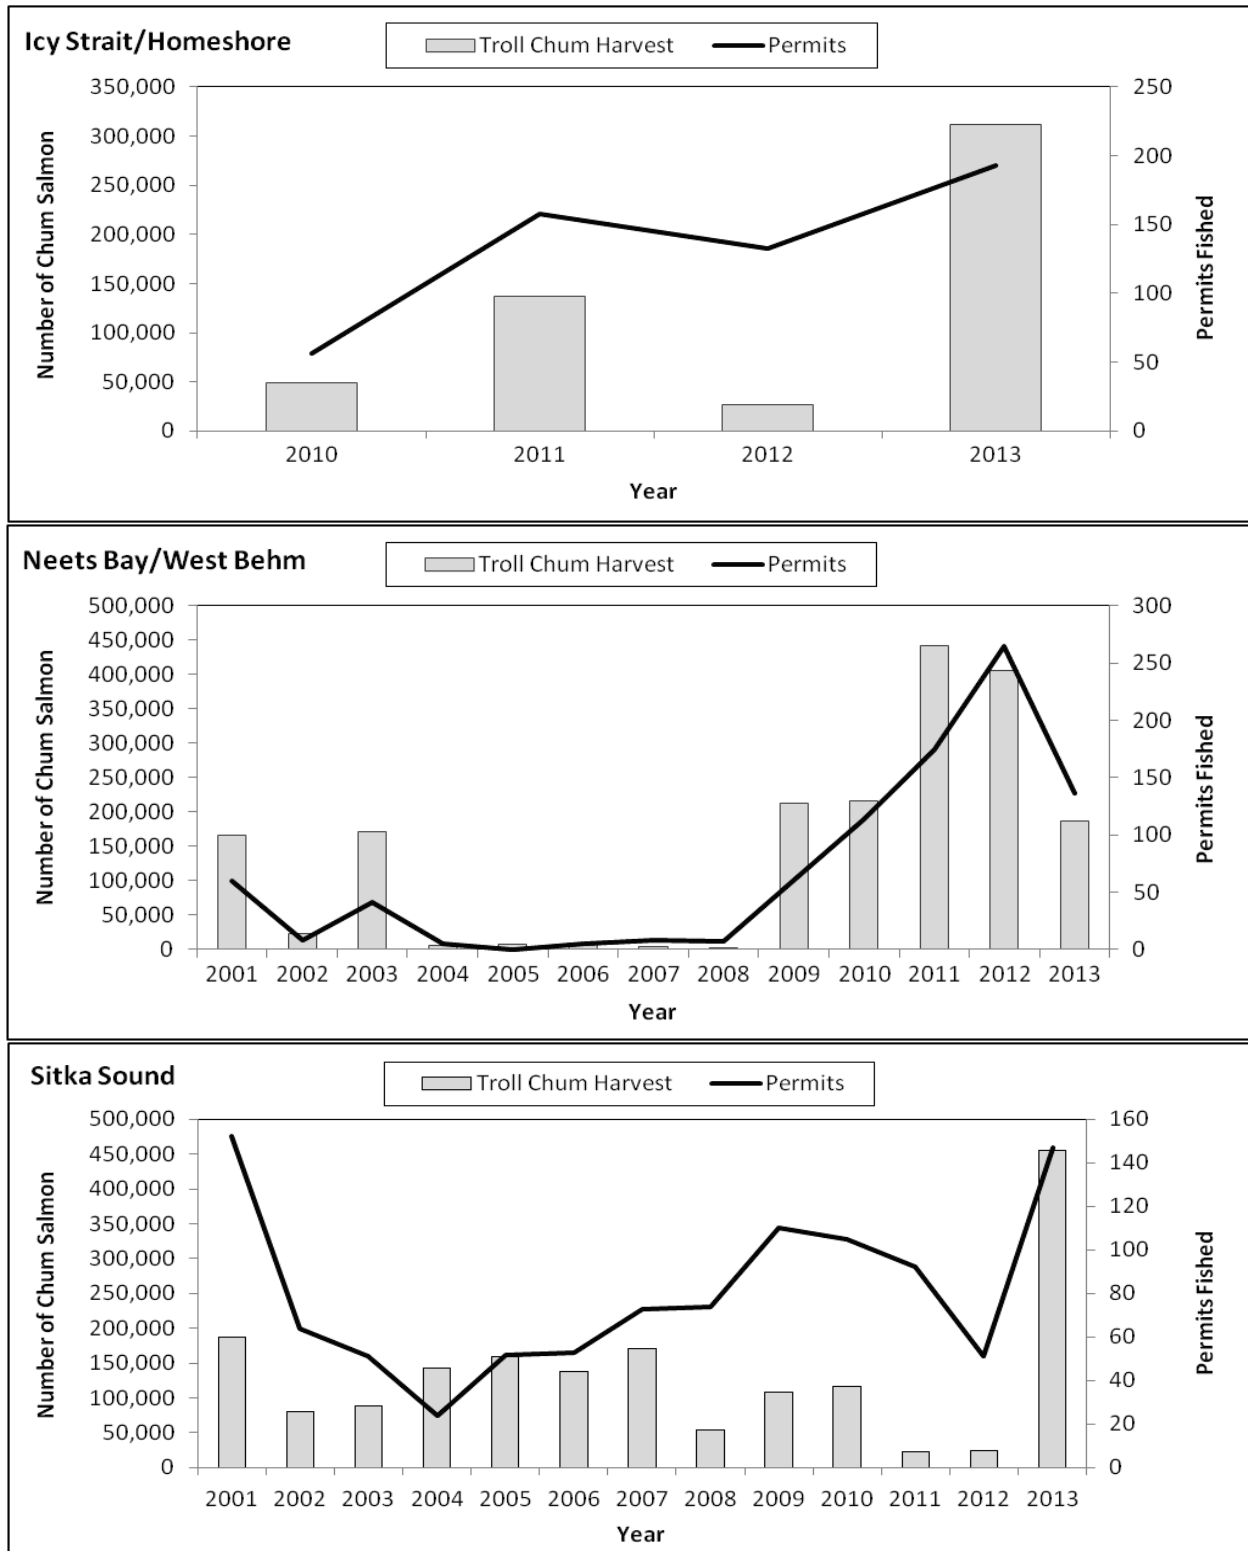 Icy Strait/Homeshore
Troll Chum Harvest Permits
350,000
300,000
250,000
200,000
150,000
100,000
50,000
0
Number of Chum Salmon
250
200
150
100
50
0
Permits Fished
2010 2011 2012 2013
Year
Neets Bay/West Behm
Troll Chum Harvest Permits
500,000
450,000
400,000
350,000
300,000
250,000
200,000
150,000
100,000
50,000
0
Number of Chum Salmon
300
250
200
150
100
50
0
Permits Fished
2001 2002 2003 2004 2005 2006 2007 2008 2009 2010 2011 2012 2013
Year
Sitka Sound
Troll Chum Harvest Permits
500,000
450,000
400,000
350,000
300,000
250,000
200,000
150,000
100,000
50,000
0
Number of Chum Salmon
160
140
120
100
80
60
40
20
0
Permits Fished
2001 2002 2003 2004 2005 2006 2007 2008 2009 2010 2011 2012 2013
Year